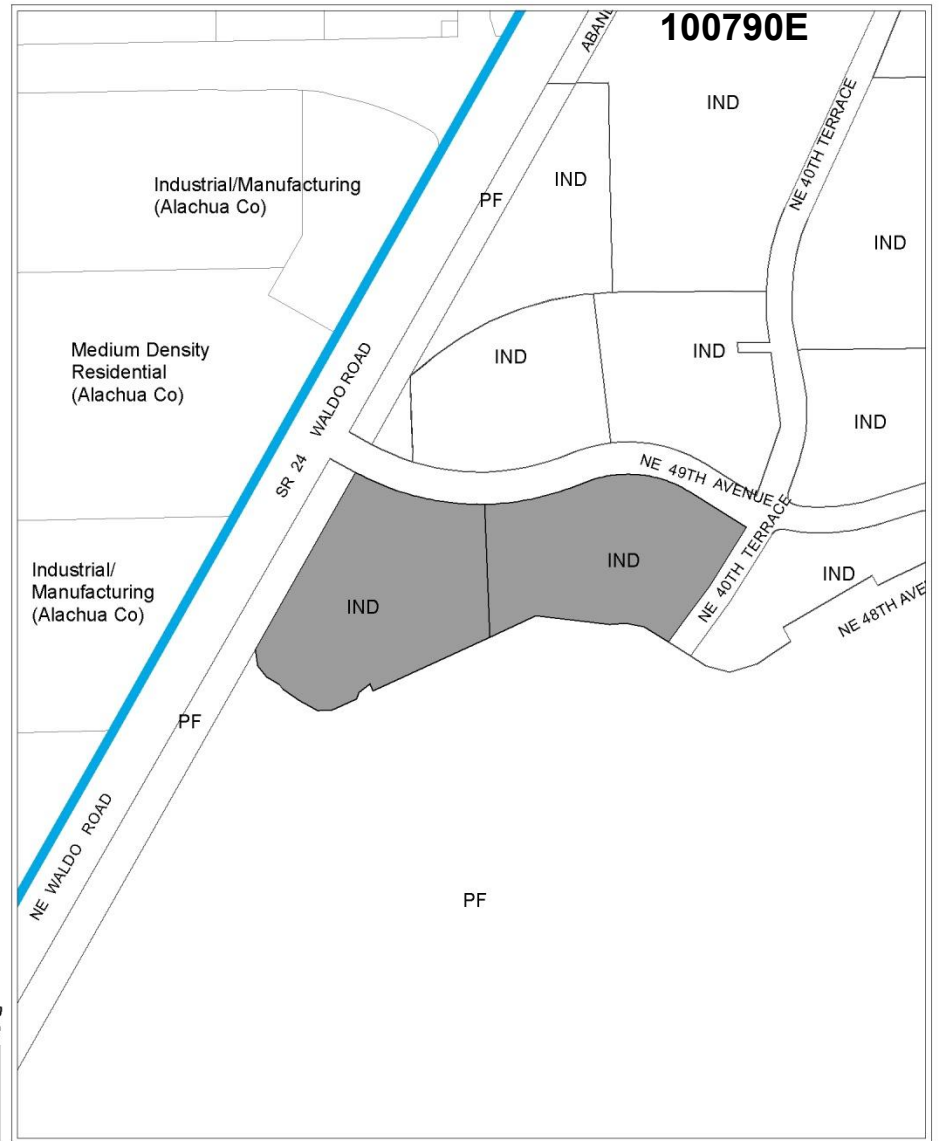 100790E
ABAND
IND
NE 40TH TERRACE
Industrial/Manufacturing
(Alachua Co)
IND
PF
IND
Medium Density
Residential
(Alachua Co)
SR 24 WALDO ROAD
IND
IND
IND
NE 49TH AVENUE
Industrial/
Manufacturing
(Alachua Co)
IND
IND
NE 40TH TERRACE
IND
NE 48TH AVE
PF
NE WALDO ROAD
PF